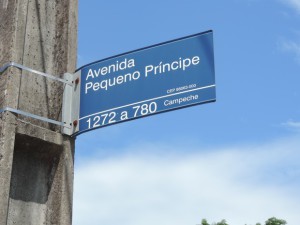 Avenida
Pequeno Príncipe
1272 a 780 Campeche